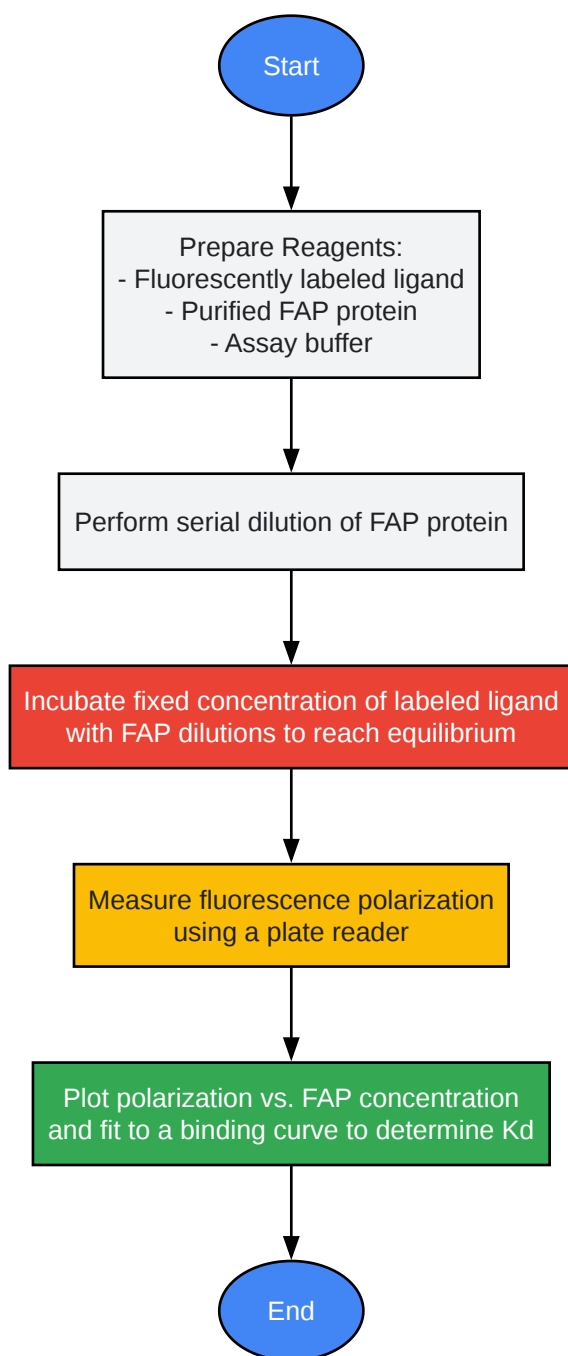 Start
Prepare Reagents:
- Fluorescently labeled ligand
- Purified FAP protein
- Assay buffer
Perform serial dilution of FAP protein
Incubate fixed concentration of labeled ligand
with FAP dilutions to reach equilibrium
Measure fluorescence polarization
using a plate reader
Plot polarization vs. FAP concentration
and fit to a binding curve to determine Kd
End